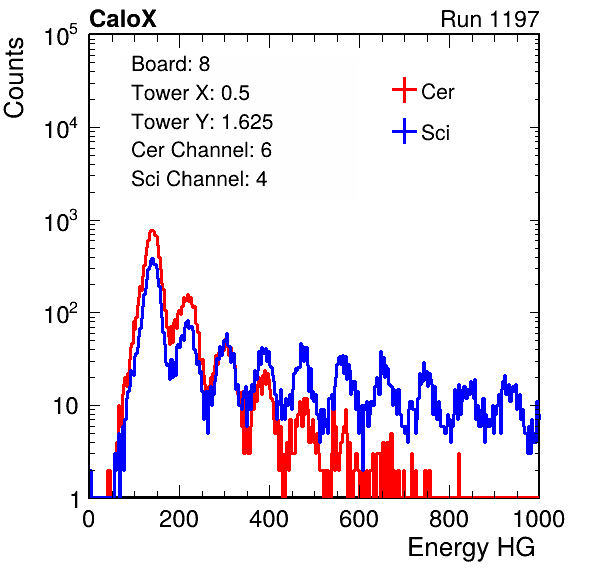 CaloX Run 1197
Counts
10^5
10^4
10^3
10^2
10
1
Board: 8
Tower X: 0.5
Tower Y: 1.625
Cer Channel: 6
Sci Channel: 4
Cer
Sci
0 200 400 600 800 1000
Energy HG